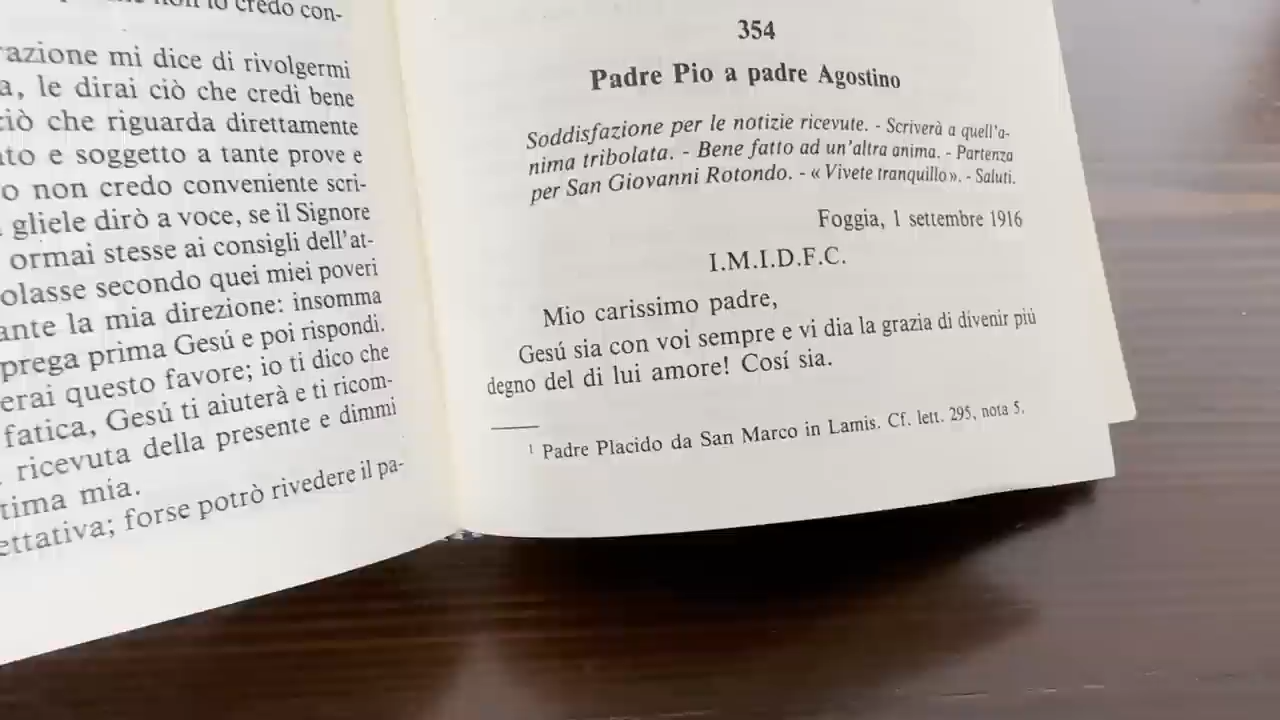 credo con-
razione mi dice di rivolgermi
a, le dirai ciò che credi bene
ciò che riguarda direttamente
ato e soggetto a tante prove e
o non credo conveniente scri-
gliele dirò a voce, se il Signore
ormai stesse ai consigli dell'at-
olasse secondo quei miei poveri
ante la mia direzione: insomma
prega prima Gesú e poi rispondi.
erai questo favore; io ti dico che
fatica, Gesú ti aiuterà e ti ricom-
ricevuta della presente e dimmi
tima mia.
ettativa; forse potrò rivedere il pa-
354
Padre Pio a padre Agostino
Soddisfazione per le notizie ricevute. - Scriverà a quell'a-
nima tribolata. - Bene fatto ad un'altra anima. - Partenza
per San Giovanni Rotondo. - « Vivete tranquillo ». - Saluti.
Foggia, 1 settembre 1916
I.M.I.D.F.C.
Mio carissimo padre,
Gesú sia con voi sempre e vi dia la grazia di divenir piú
degno del di lui amore! Cosí sia.
¹ Padre Placido da San Marco in Lamis. Cf. lett. 295, nota 5.